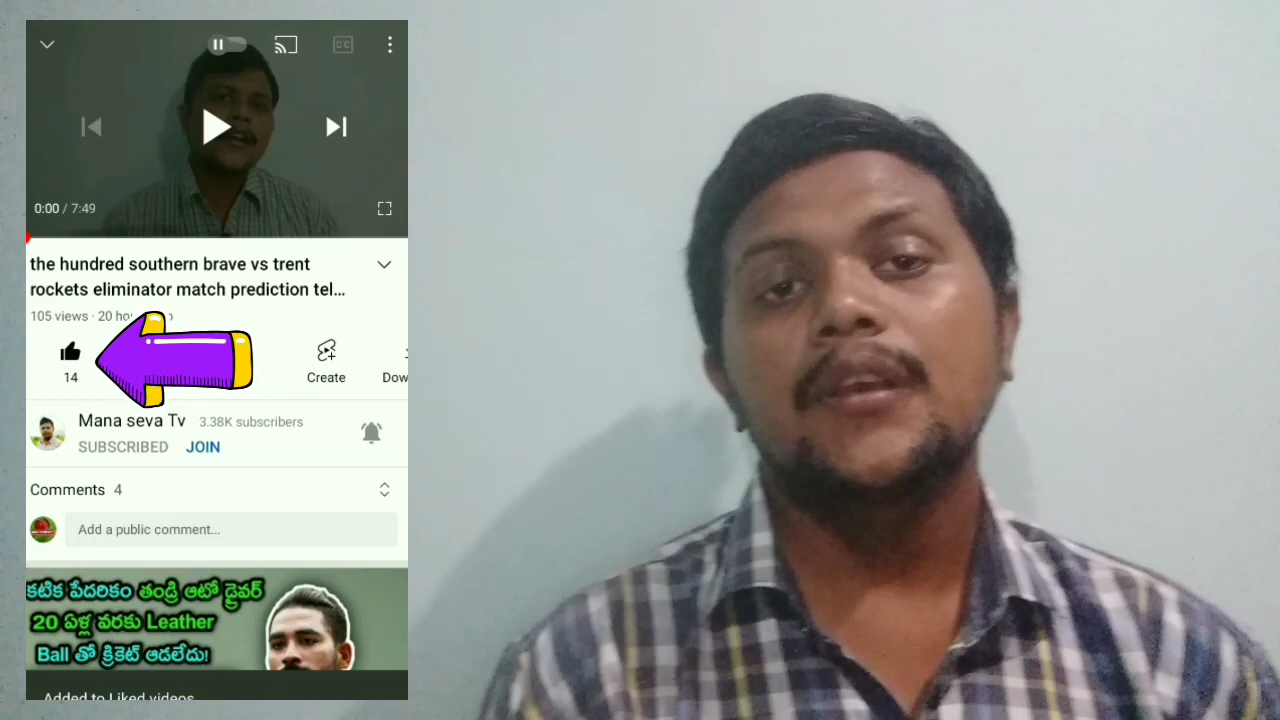 CC
0:00 / 7:49
the hundred southern brave vs trent
rockets eliminator match prediction tel...
105 views · 20
14
Create
Mana seva Tv 3.38K subscribers
SUBSCRIBED JOIN
Comments 4
Add a public comment...
కటిక పేదరికం తండ్రి ఆటో డ్రైవర్
20 ఏళ్ల వరకు Leather
Ball తో క్రికెట్ ఆడలేదు!
Added to Liked videos